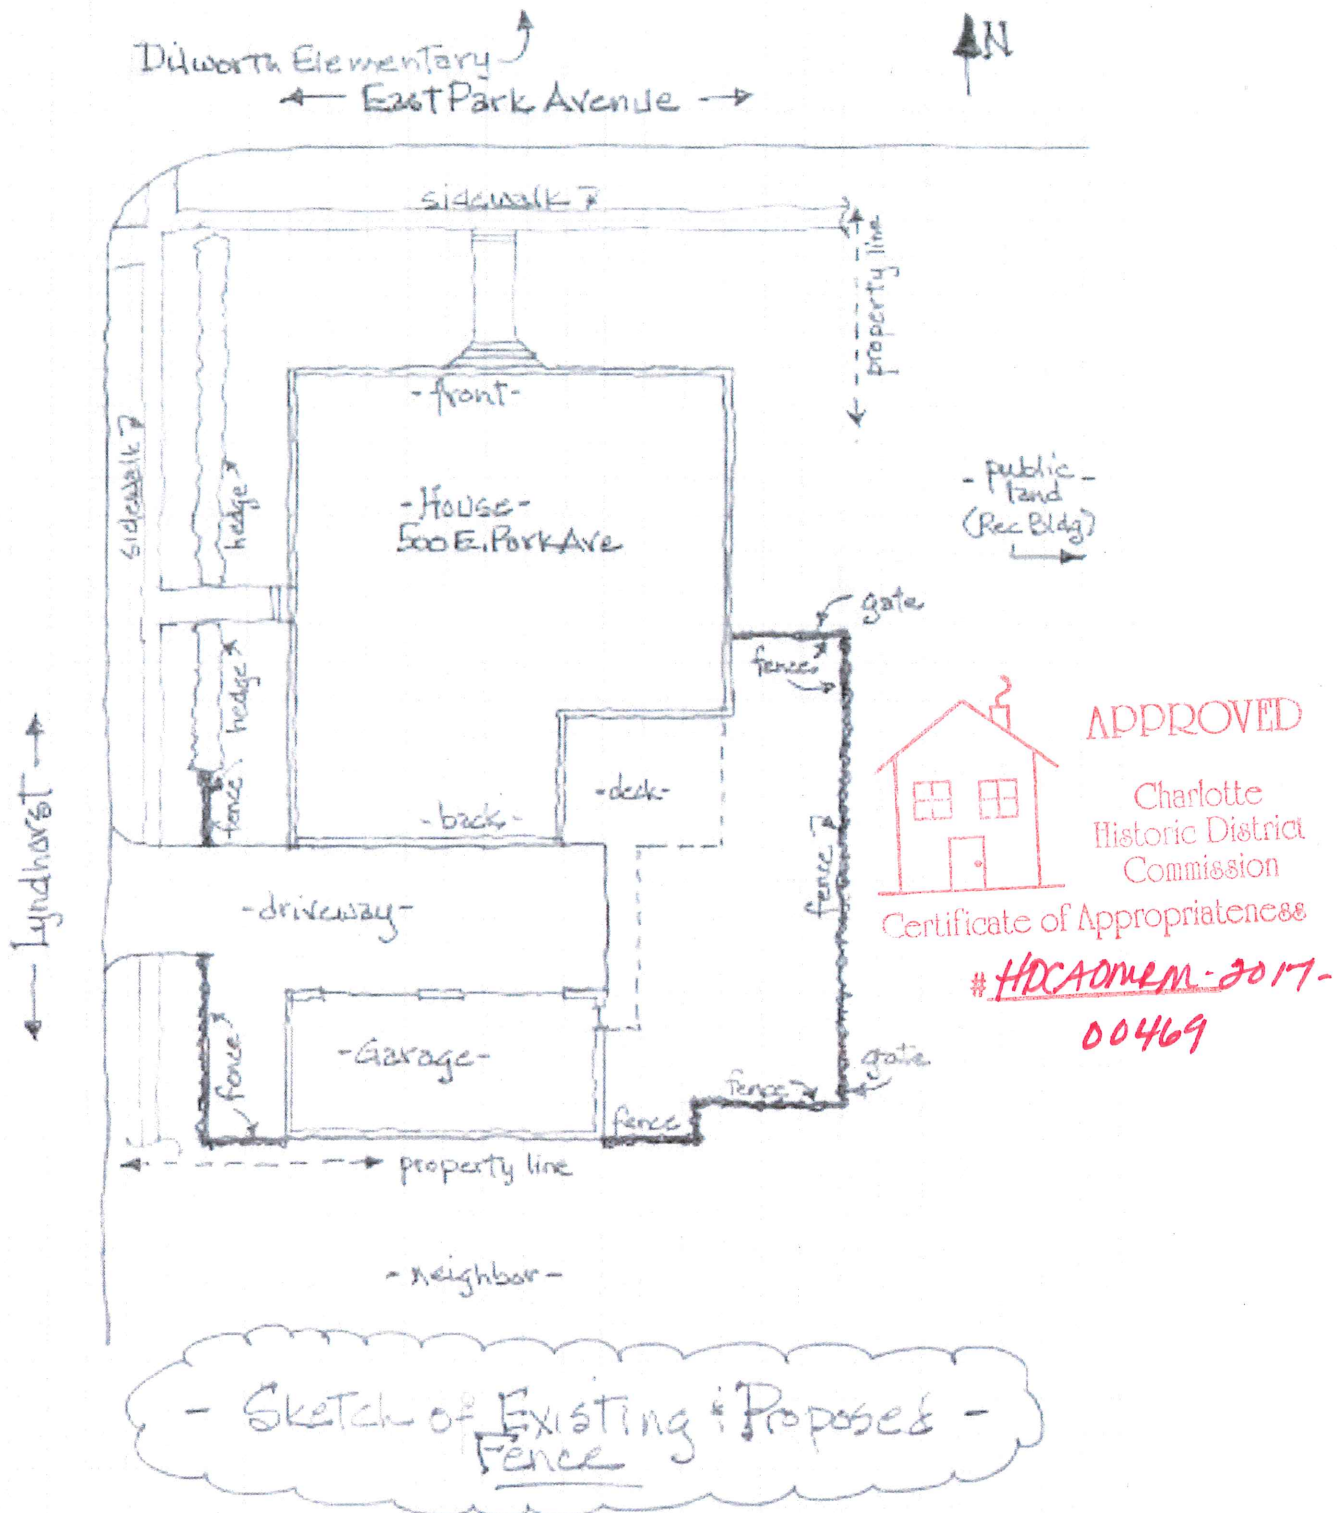 Dilworth Elementary
East Park Avenue
N
sidewalk
property line
- front -
sidewalk
hedge
- House -
500 E. Park Ave
- public -
land
(Rec Bldg)
gate
fence
hedge
fence
- deck -
- back -
fence
Lyndhurst
- driveway -
APPROVED
Charlotte
Historic District
Commission
Certificate of Appropriateness
# HDCADMRM-2017-
00469
fence
- Garage -
gate
fence
fence
property line
- neighbor -
- Sketch of Existing & Proposed -
Fence